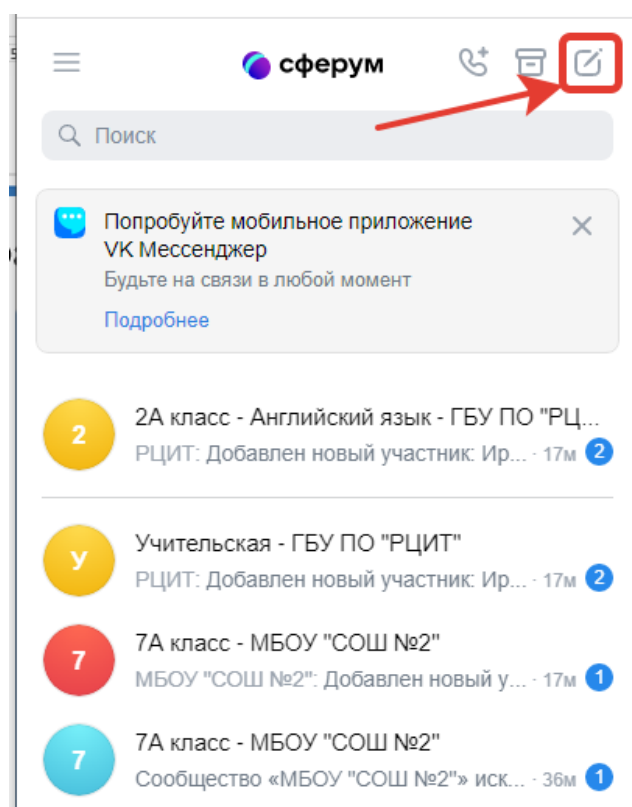 сферум
Поиск
Попробуйте мобильное приложение
VK Мессенджер
Будьте на связи в любой момент
Подробнее
2
2А класс - Английский язык - ГБУ ПО "РЦ...
РЦИТ: Добавлен новый участник: Ир... · 17м 2
У
Учительская - ГБУ ПО "РЦИТ"
РЦИТ: Добавлен новый участник: Ир... · 17м 2
7
7А класс - МБОУ "СОШ №2"
МБОУ "СОШ №2": Добавлен новый у... · 17м 1
7
7А класс - МБОУ "СОШ №2"
Сообщество «МБОУ "СОШ №2"» иск... · 36м 1